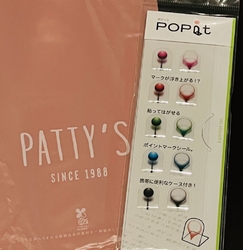 POPit
マークが浮き上がる!?
貼ってはがせる
ポイントマークシール。
携帯に便利なケース付き!
PATTY'S
SINCE 1988